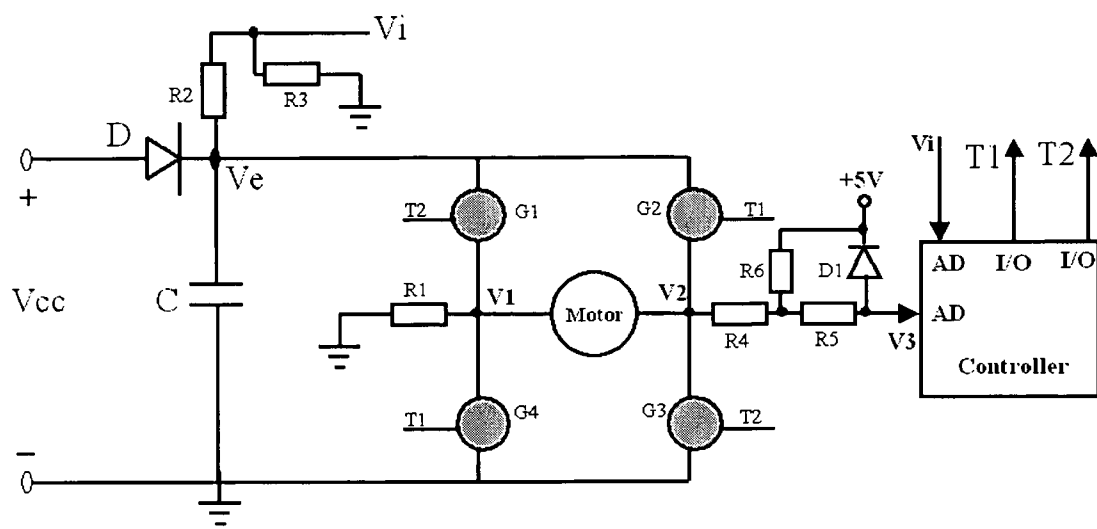 Vi
R2
R3
D
+
Ve
Vcc
C
−
T2
G1
G2
T1
R1
V1
Motor
V2
T1
G4
G3
T2
+5V
R6
D1
R4
R5
V3
Vi
T1
T2
AD
I/O
I/O
AD
Controller